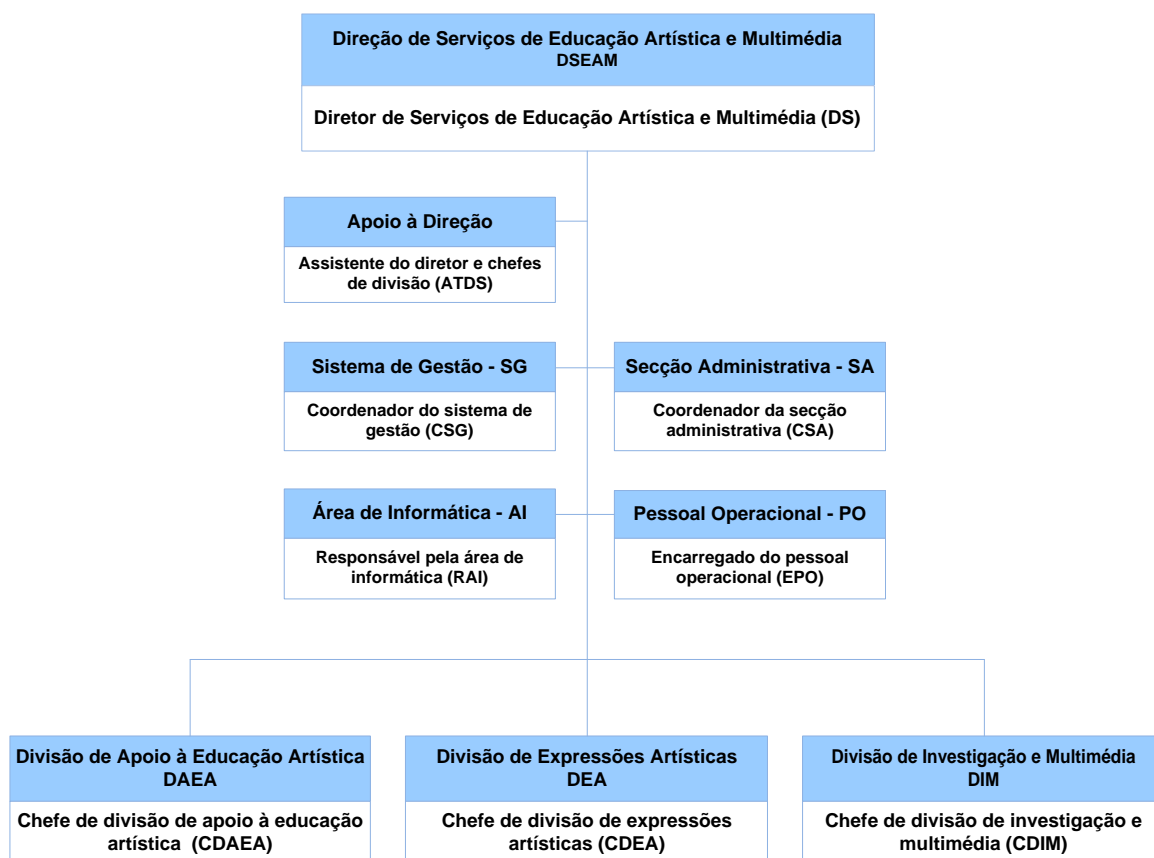 Direção de Serviços de Educação Artística e Multimédia
DSEAM
Diretor de Serviços de Educação Artística e Multimédia (DS)
Apoio à Direção
Assistente do diretor e chefes
de divisão (ATDS)
Sistema de Gestão - SG
Coordenador do sistema de
gestão (CSG)
Secção Administrativa - SA
Coordenador da secção
administrativa (CSA)
Área de Informática - AI
Responsável pela área de
informática (RAI)
Pessoal Operacional - PO
Encarregado do pessoal
operacional (EPO)
Divisão de Apoio à Educação Artística
DAEA
Chefe de divisão de apoio à educação
artística (CDAEA)
Divisão de Expressões Artísticas
DEA
Chefe de divisão de expressões
artísticas (CDEA)
Divisão de Investigação e Multimédia
DIM
Chefe de divisão de investigação e
multimédia (CDIM)